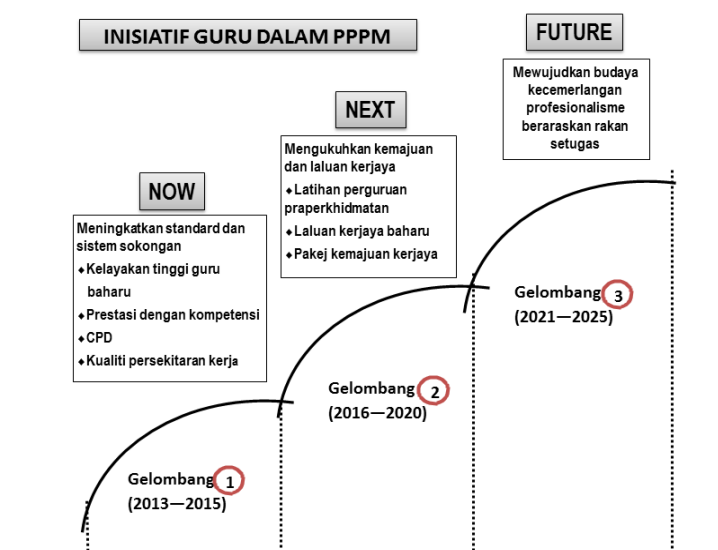 INISIATIF GURU DALAM PPPM
FUTURE
Mewujudkan budaya
kecemerlangan
profesionalisme
beraraskan rakan
setugas
NEXT
Mengukuhkan kemajuan
dan laluan kerjaya
♦Latihan perguruan
praperkhidmatan
♦Laluan kerjaya baharu
♦Pakej kemajuan kerjaya
NOW
Meningkatkan standard dan
sistem sokongan
♦Kelayakan tinggi guru
baharu
♦Prestasi dengan kompetensi
♦CPD
♦Kualiti persekitaran kerja
Gelombang 3
(2021—2025)
Gelombang 2
(2016—2020)
Gelombang 1
(2013—2015)